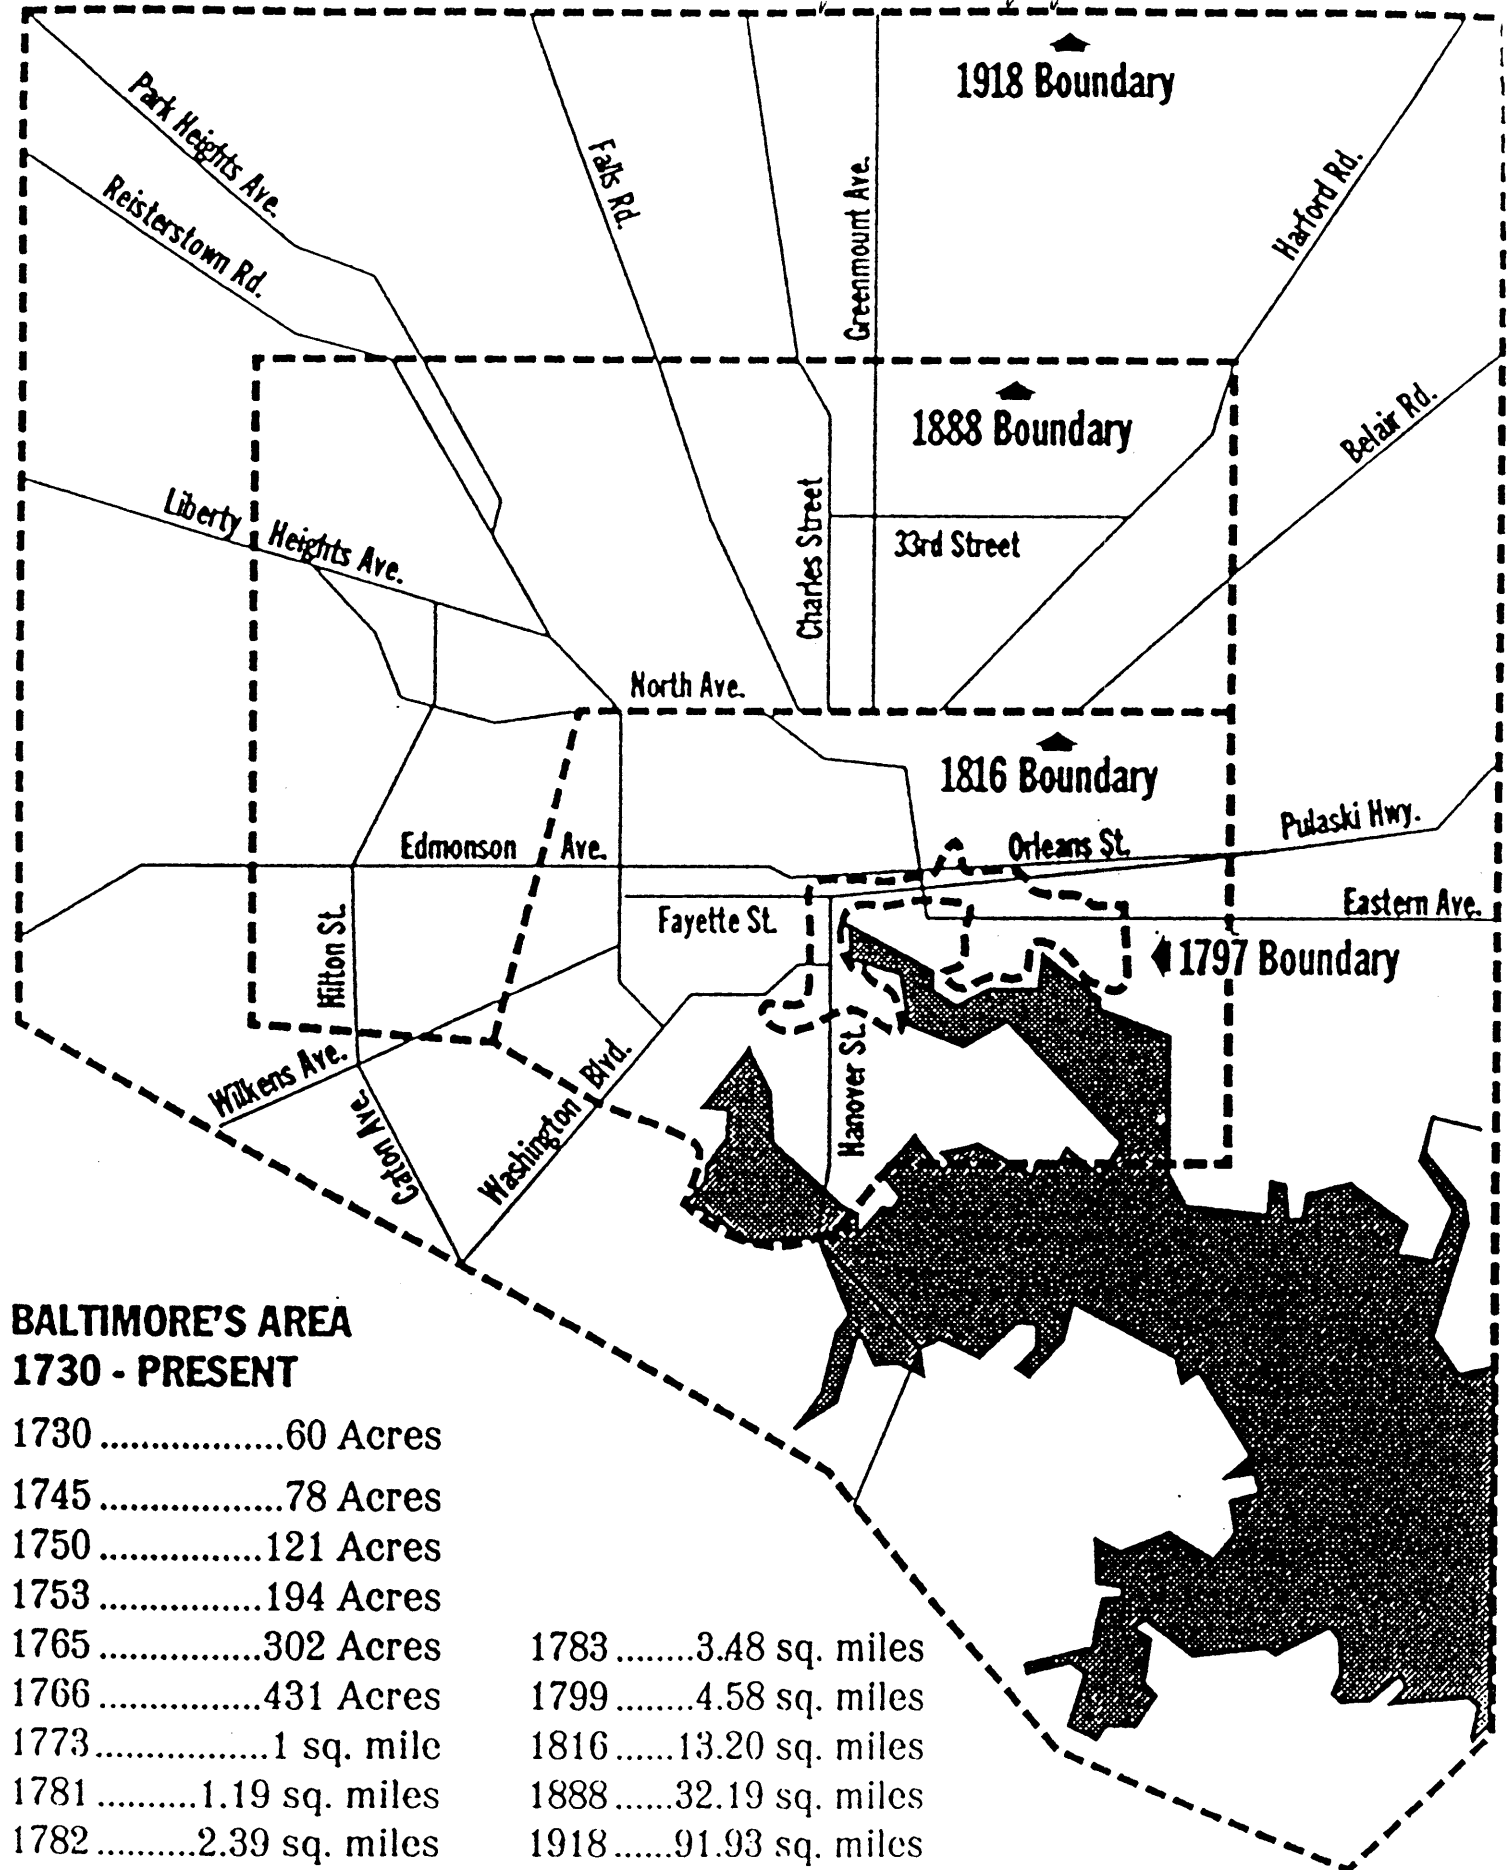 1918 Boundary
Park Heights Ave.
Reisterstown Rd.
Falls Rd.
Greenmount Ave.
Harford Rd.
1888 Boundary
Belair Rd.
Liberty Heights Ave.
Charles Street
33rd Street
North Ave.
1816 Boundary
Edmonson Ave.
Orleans St.
Pulaski Hwy.
Hilton St.
Fayette St.
Eastern Ave.
1797 Boundary
Wilkens Ave.
Caton Ave.
Washington Blvd.
Hanover St.
BALTIMORE'S AREA
1730 - PRESENT
1730..................60 Acres
1745..................78 Acres
1750................121 Acres
1753................194 Acres
1765................302 Acres
1766................431 Acres
1773.................1 sq. mile
1781..........1.19 sq. miles
1782..........2.39 sq. miles
1783........3.48 sq. miles
1799........4.58 sq. miles
1816......13.20 sq. miles
1888......32.19 sq. miles
1918......91.93 sq. miles